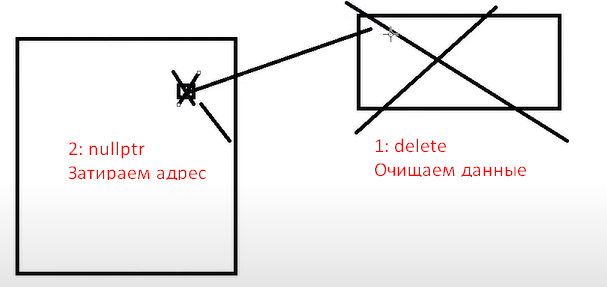 2: nullptr
Затираем адрес
1: delete
Очищаем данные